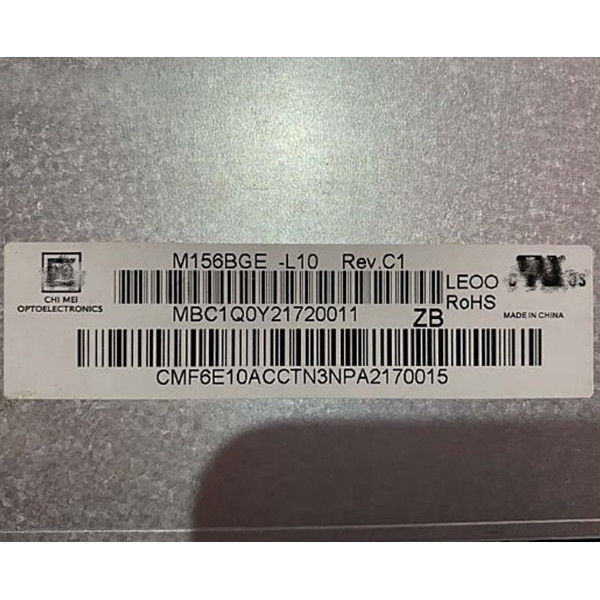 M156BGE -L10 Rev.C1
CHI MEI
OPTOELECTRONICS
MBC1Q0Y21720011
LEOO
RoHS
ZB
MADE IN CHINA
CMF6E10ACCTN3NPA2170015